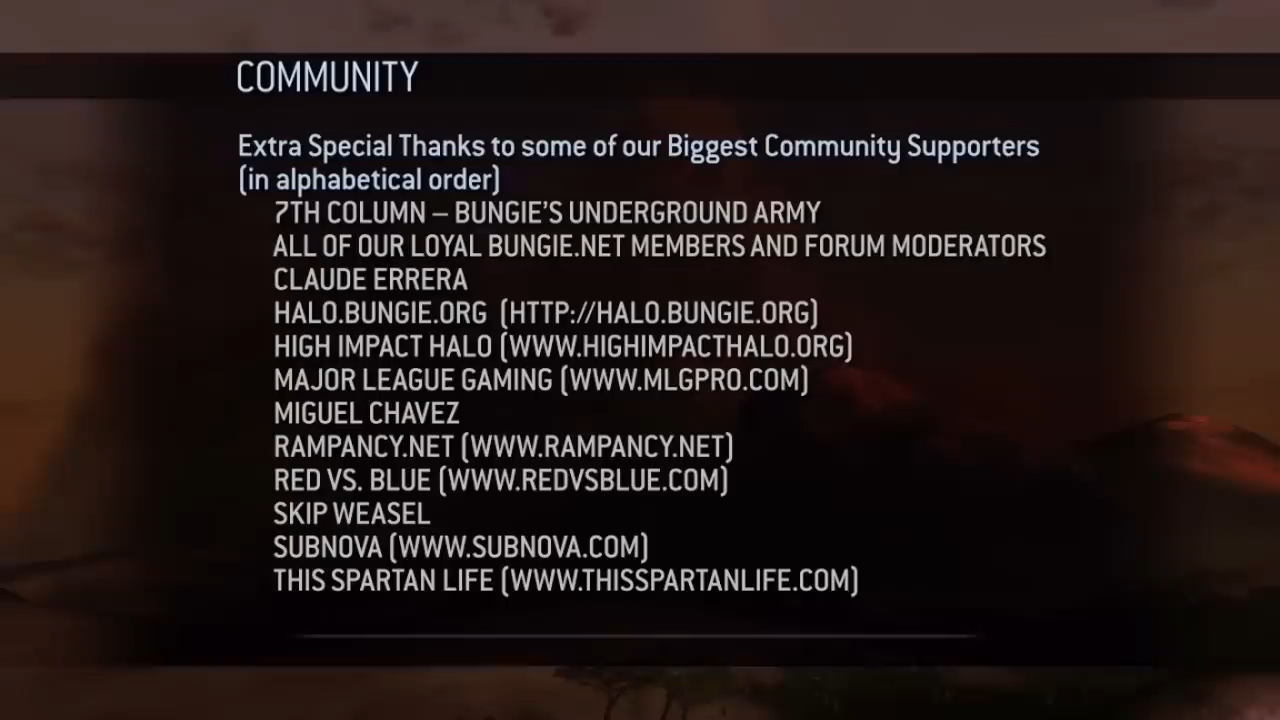 COMMUNITY
Extra Special Thanks to some of our Biggest Community Supporters
(in alphabetical order)
7TH COLUMN – BUNGIE'S UNDERGROUND ARMY
ALL OF OUR LOYAL BUNGIE.NET MEMBERS AND FORUM MODERATORS
CLAUDE ERRERA
HALO.BUNGIE.ORG (HTTP://HALO.BUNGIE.ORG)
HIGH IMPACT HALO (WWW.HIGHIMPACTHALO.ORG)
MAJOR LEAGUE GAMING (WWW.MLGPRO.COM)
MIGUEL CHAVEZ
RAMPANCY.NET (WWW.RAMPANCY.NET)
RED VS. BLUE (WWW.REDVSBLUE.COM)
SKIP WEASEL
SUBNOVA (WWW.SUBNOVA.COM)
THIS SPARTAN LIFE (WWW.THISSPARTANLIFE.COM)